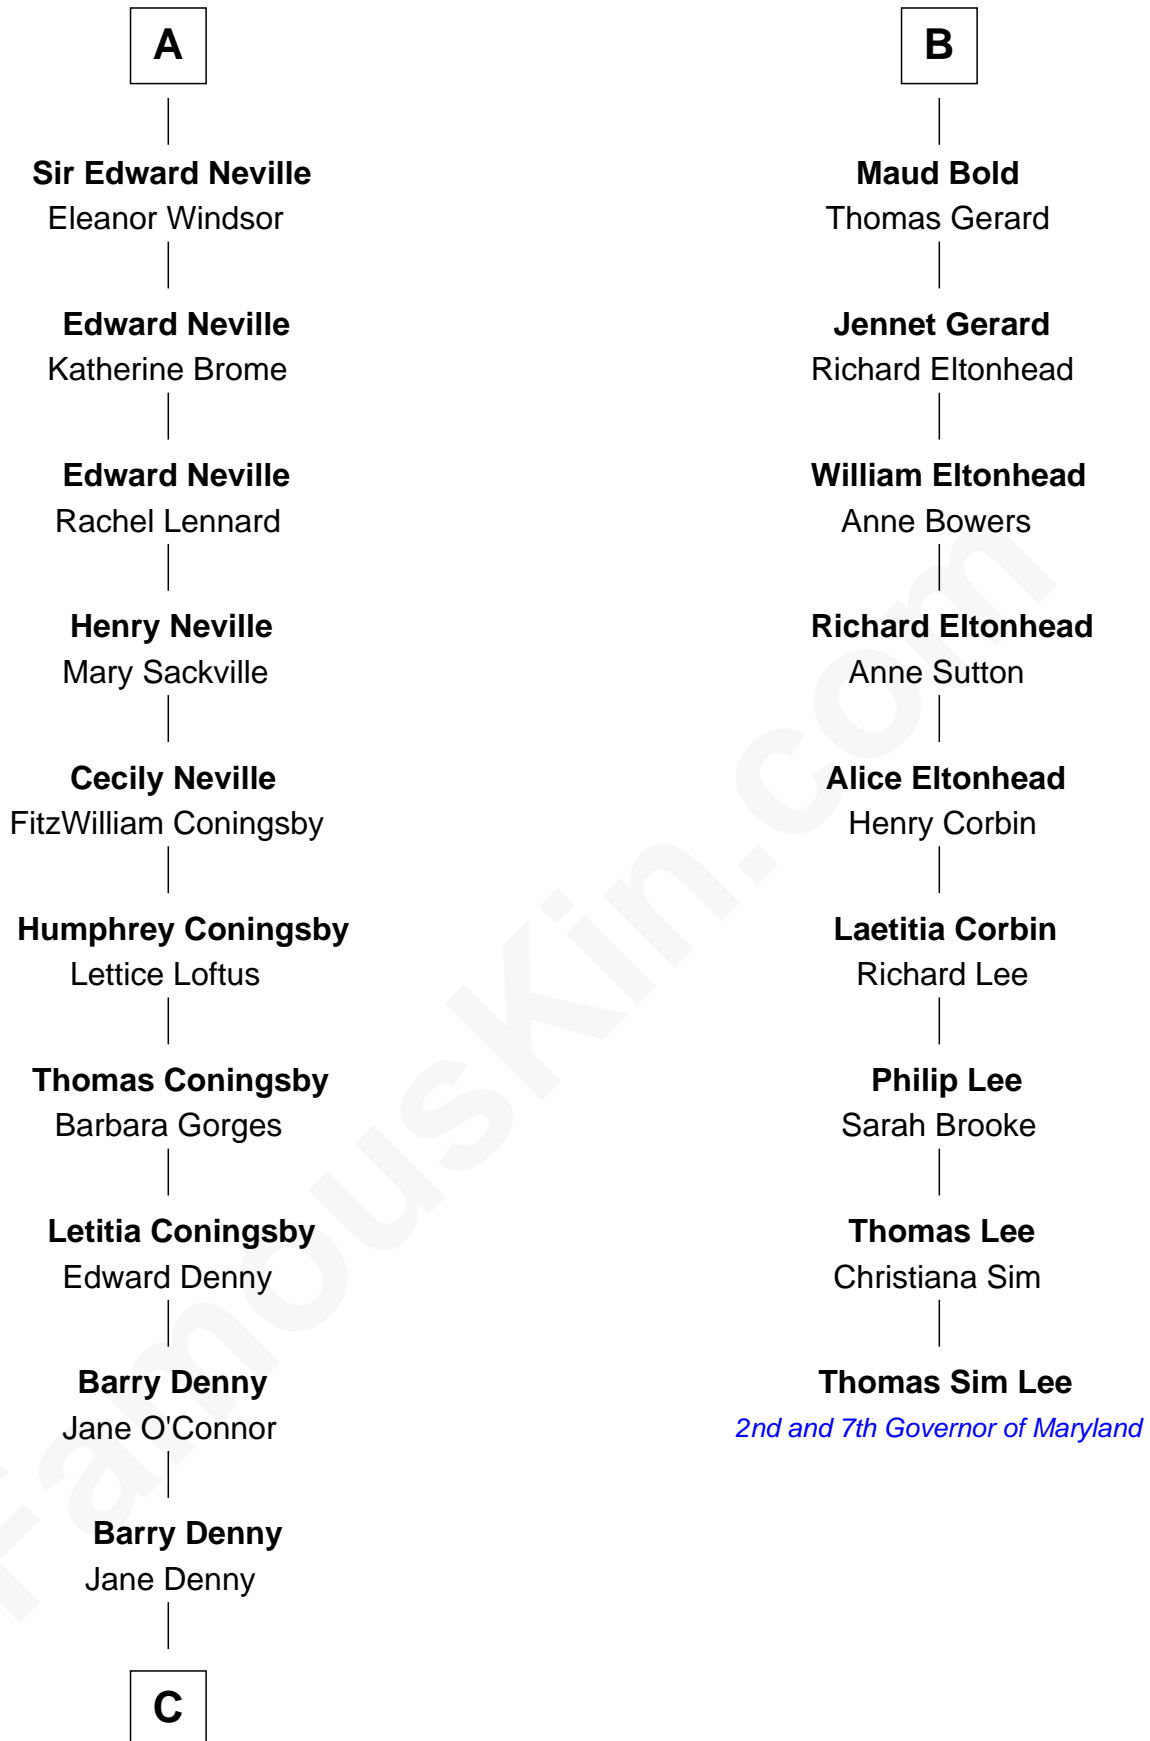 A
Sir Edward Neville
Eleanor Windsor
Edward Neville
Katherine Brome
Edward Neville
Rachel Lennard
Henry Neville
Mary Sackville
Cecily Neville
FitzWilliam Coningsby
Humphrey Coningsby
Lettice Loftus
Thomas Coningsby
Barbara Gorges
Letitia Coningsby
Edward Denny
Barry Denny
Jane O'Connor
Barry Denny
Jane Denny
C
B
Maud Bold
Thomas Gerard
Jennet Gerard
Richard Eltonhead
William Eltonhead
Anne Bowers
Richard Eltonhead
Anne Sutton
Alice Eltonhead
Henry Corbin
Laetitia Corbin
Richard Lee
Philip Lee
Sarah Brooke
Thomas Lee
Christiana Sim
Thomas Sim Lee
2nd and 7th Governor of Maryland
FamousKin.com